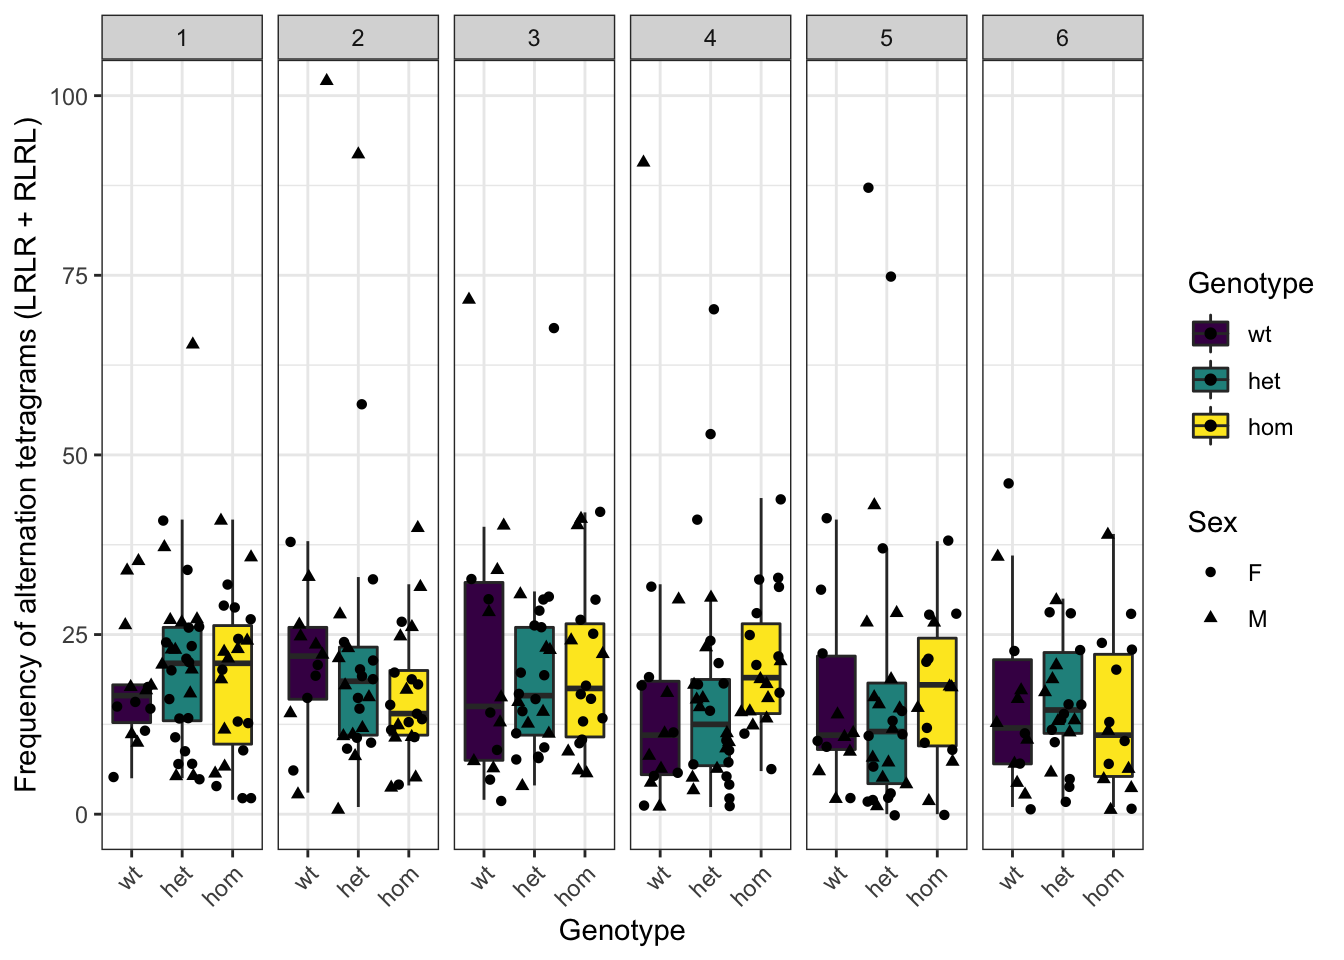 1 2 3 4 5 6
Frequency of alternation tetragrams (LRLR + RLRL)
100
75
50
25
0
wt het hom wt het hom wt het hom wt het hom wt het hom wt het hom
Genotype
Genotype
wt
het
hom
Sex
F
M